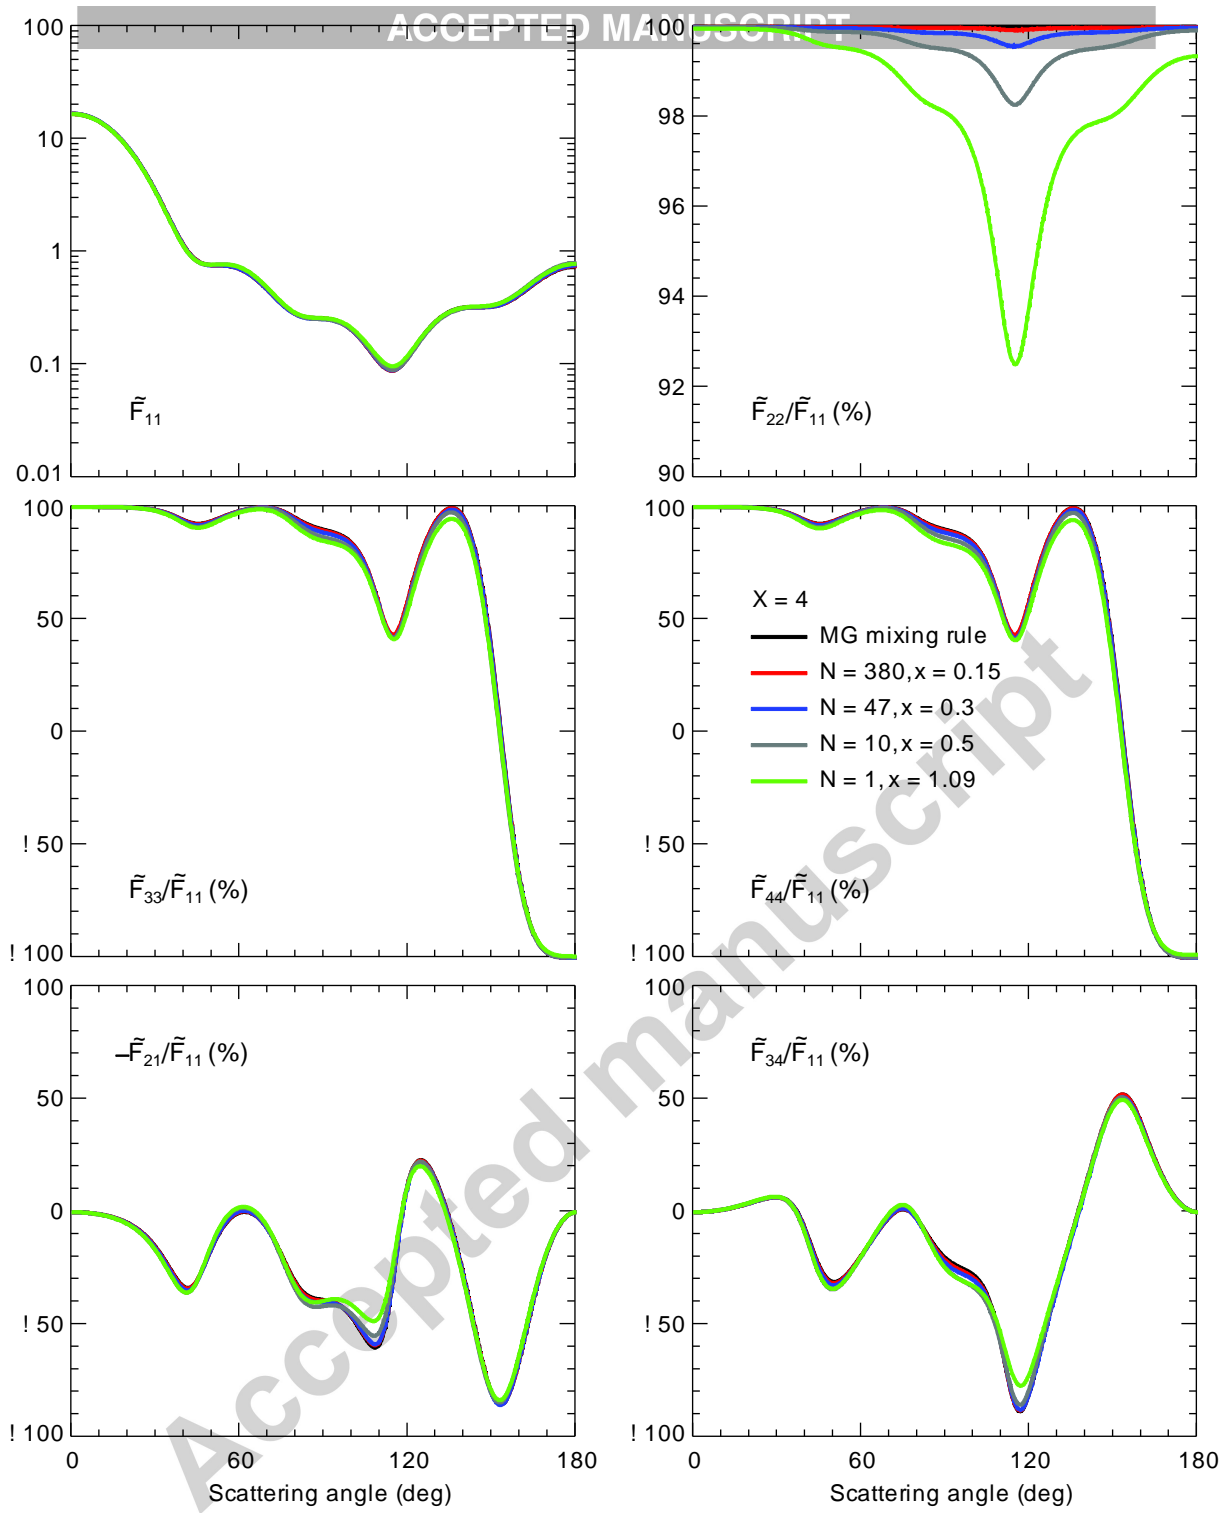 ACCEPTED MANUSCRIPT
100
10
1
0.1
0.01
F̃11
100
98
96
94
92
90
F̃22/F̃11 (%)
100
50
0
! 50
! 100
F̃33/F̃11 (%)
100
50
0
! 50
! 100
X = 4
MG mixing rule
N = 380, x = 0.15
N = 47, x = 0.3
N = 10, x = 0.5
N = 1, x = 1.09
F̃44/F̃11 (%)
100
50
0
! 50
! 100
–F̃21/F̃11 (%)
0 60 120 180
Scattering angle (deg)
100
50
0
! 50
! 100
F̃34/F̃11 (%)
0 60 120 180
Scattering angle (deg)
Accepted manuscript